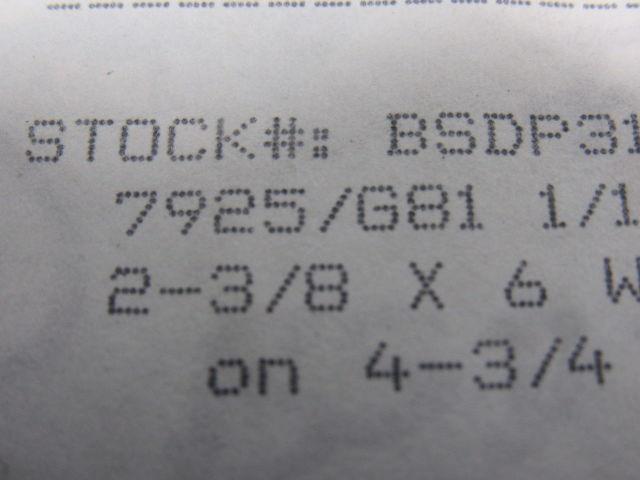 STOCK#: BSDP31
7925/G81 1/1
2-3/8 X 6 W
on 4-3/4